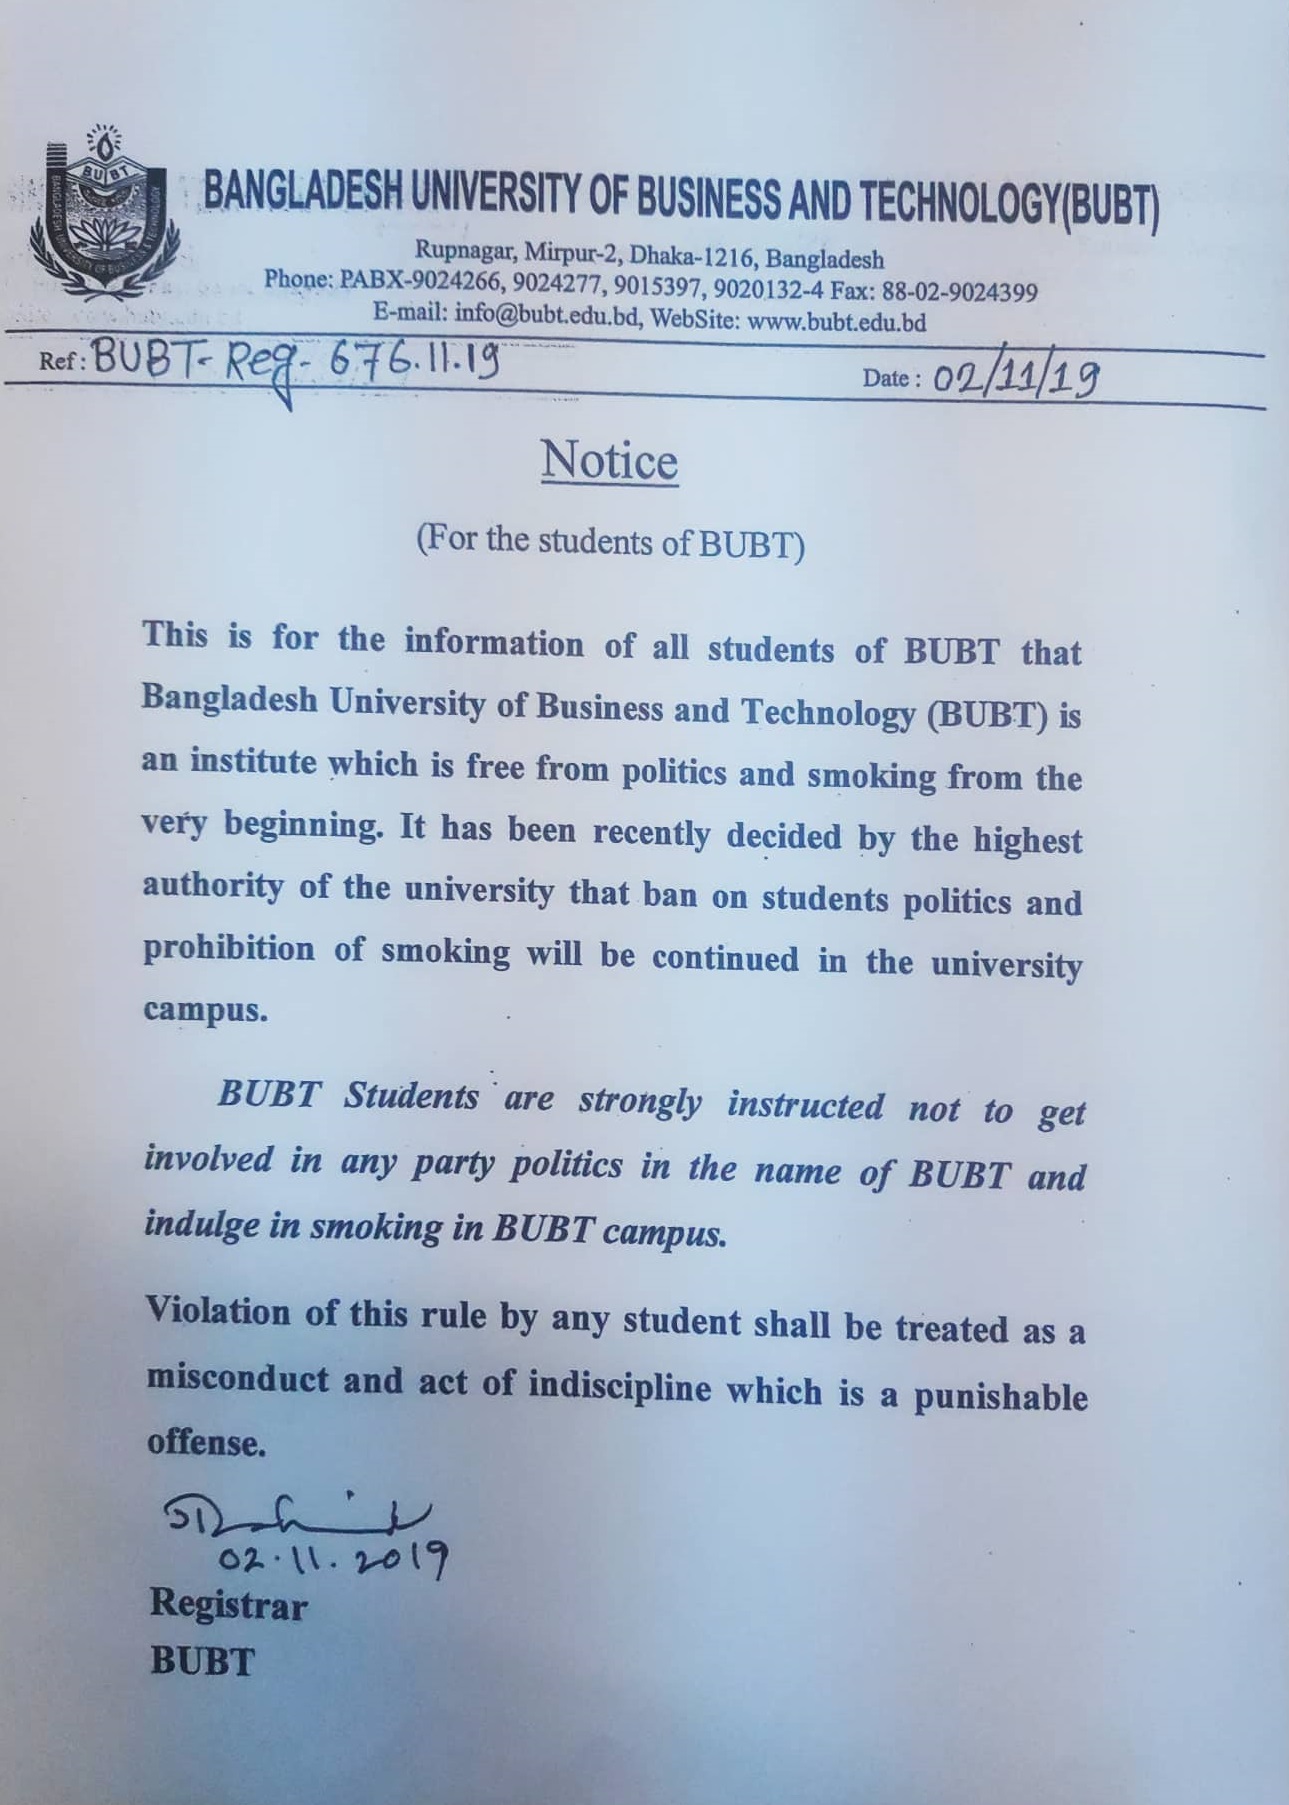 BUBT
BANGLADESH UNIVERSITY OF BUSINESS & TECHNOLOGY
BANGLADESH UNIVERSITY OF BUSINESS AND TECHNOLOGY(BUBT)
Rupnagar, Mirpur-2, Dhaka-1216, Bangladesh
Phone: PABX-9024266, 9024277, 9015397, 9020132-4 Fax: 88-02-9024399
E-mail: info@bubt.edu.bd, WebSite: www.bubt.edu.bd
Ref: BUBT-Reg-676.11.19 Date: 02/11/19
Notice
(For the students of BUBT)
This is for the information of all students of BUBT that
Bangladesh University of Business and Technology (BUBT) is
an institute which is free from politics and smoking from the
very beginning. It has been recently decided by the highest
authority of the university that ban on students politics and
prohibition of smoking will be continued in the university
campus.
BUBT Students are strongly instructed not to get
involved in any party politics in the name of BUBT and
indulge in smoking in BUBT campus.
Violation of this rule by any student shall be treated as a
misconduct and act of indiscipline which is a punishable
offense.
02.11.2019
Registrar
BUBT